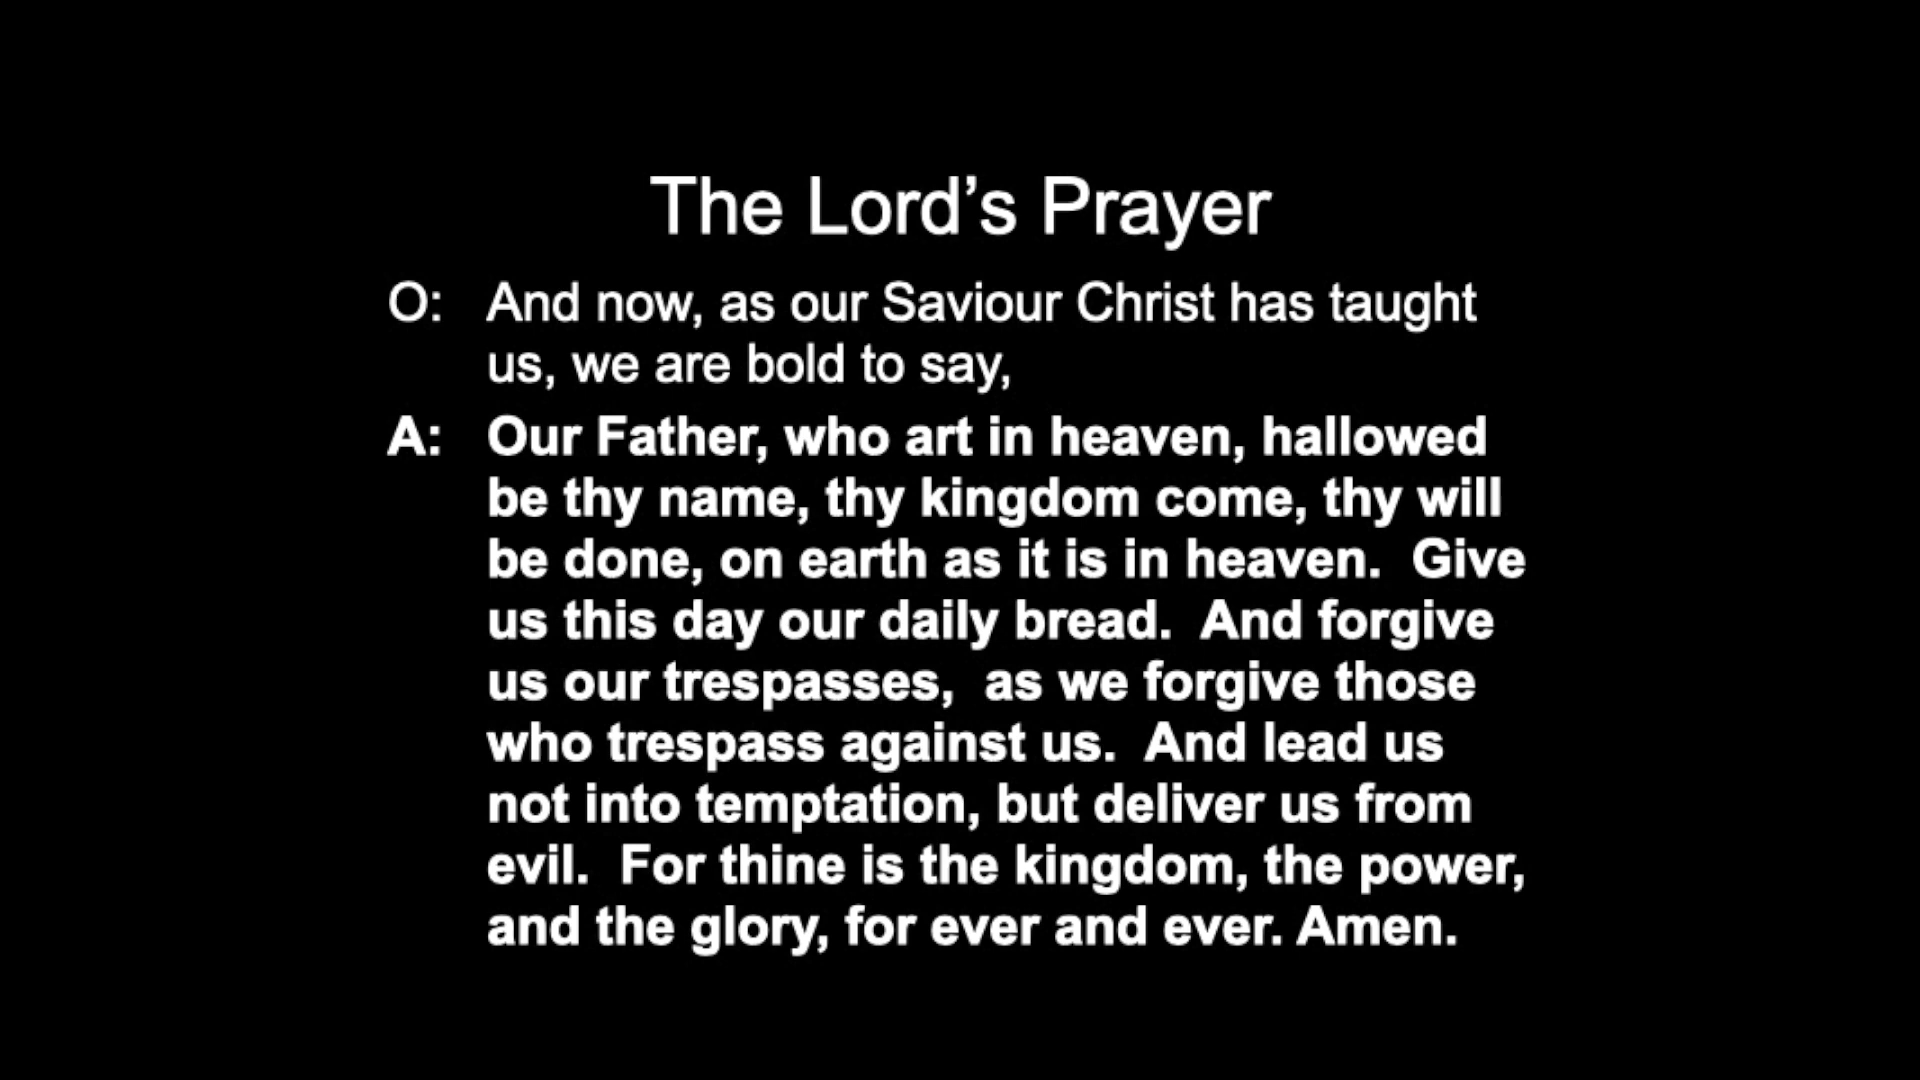 The Lord’s Prayer
O: And now, as our Saviour Christ has taught
us, we are bold to say,
A: Our Father, who art in heaven, hallowed
be thy name, thy kingdom come, thy will
be done, on earth as it is in heaven.  Give
us this day our daily bread.  And forgive
us our trespasses,  as we forgive those
who trespass against us.  And lead us
not into temptation, but deliver us from
evil.  For thine is the kingdom, the power,
and the glory, for ever and ever. Amen.